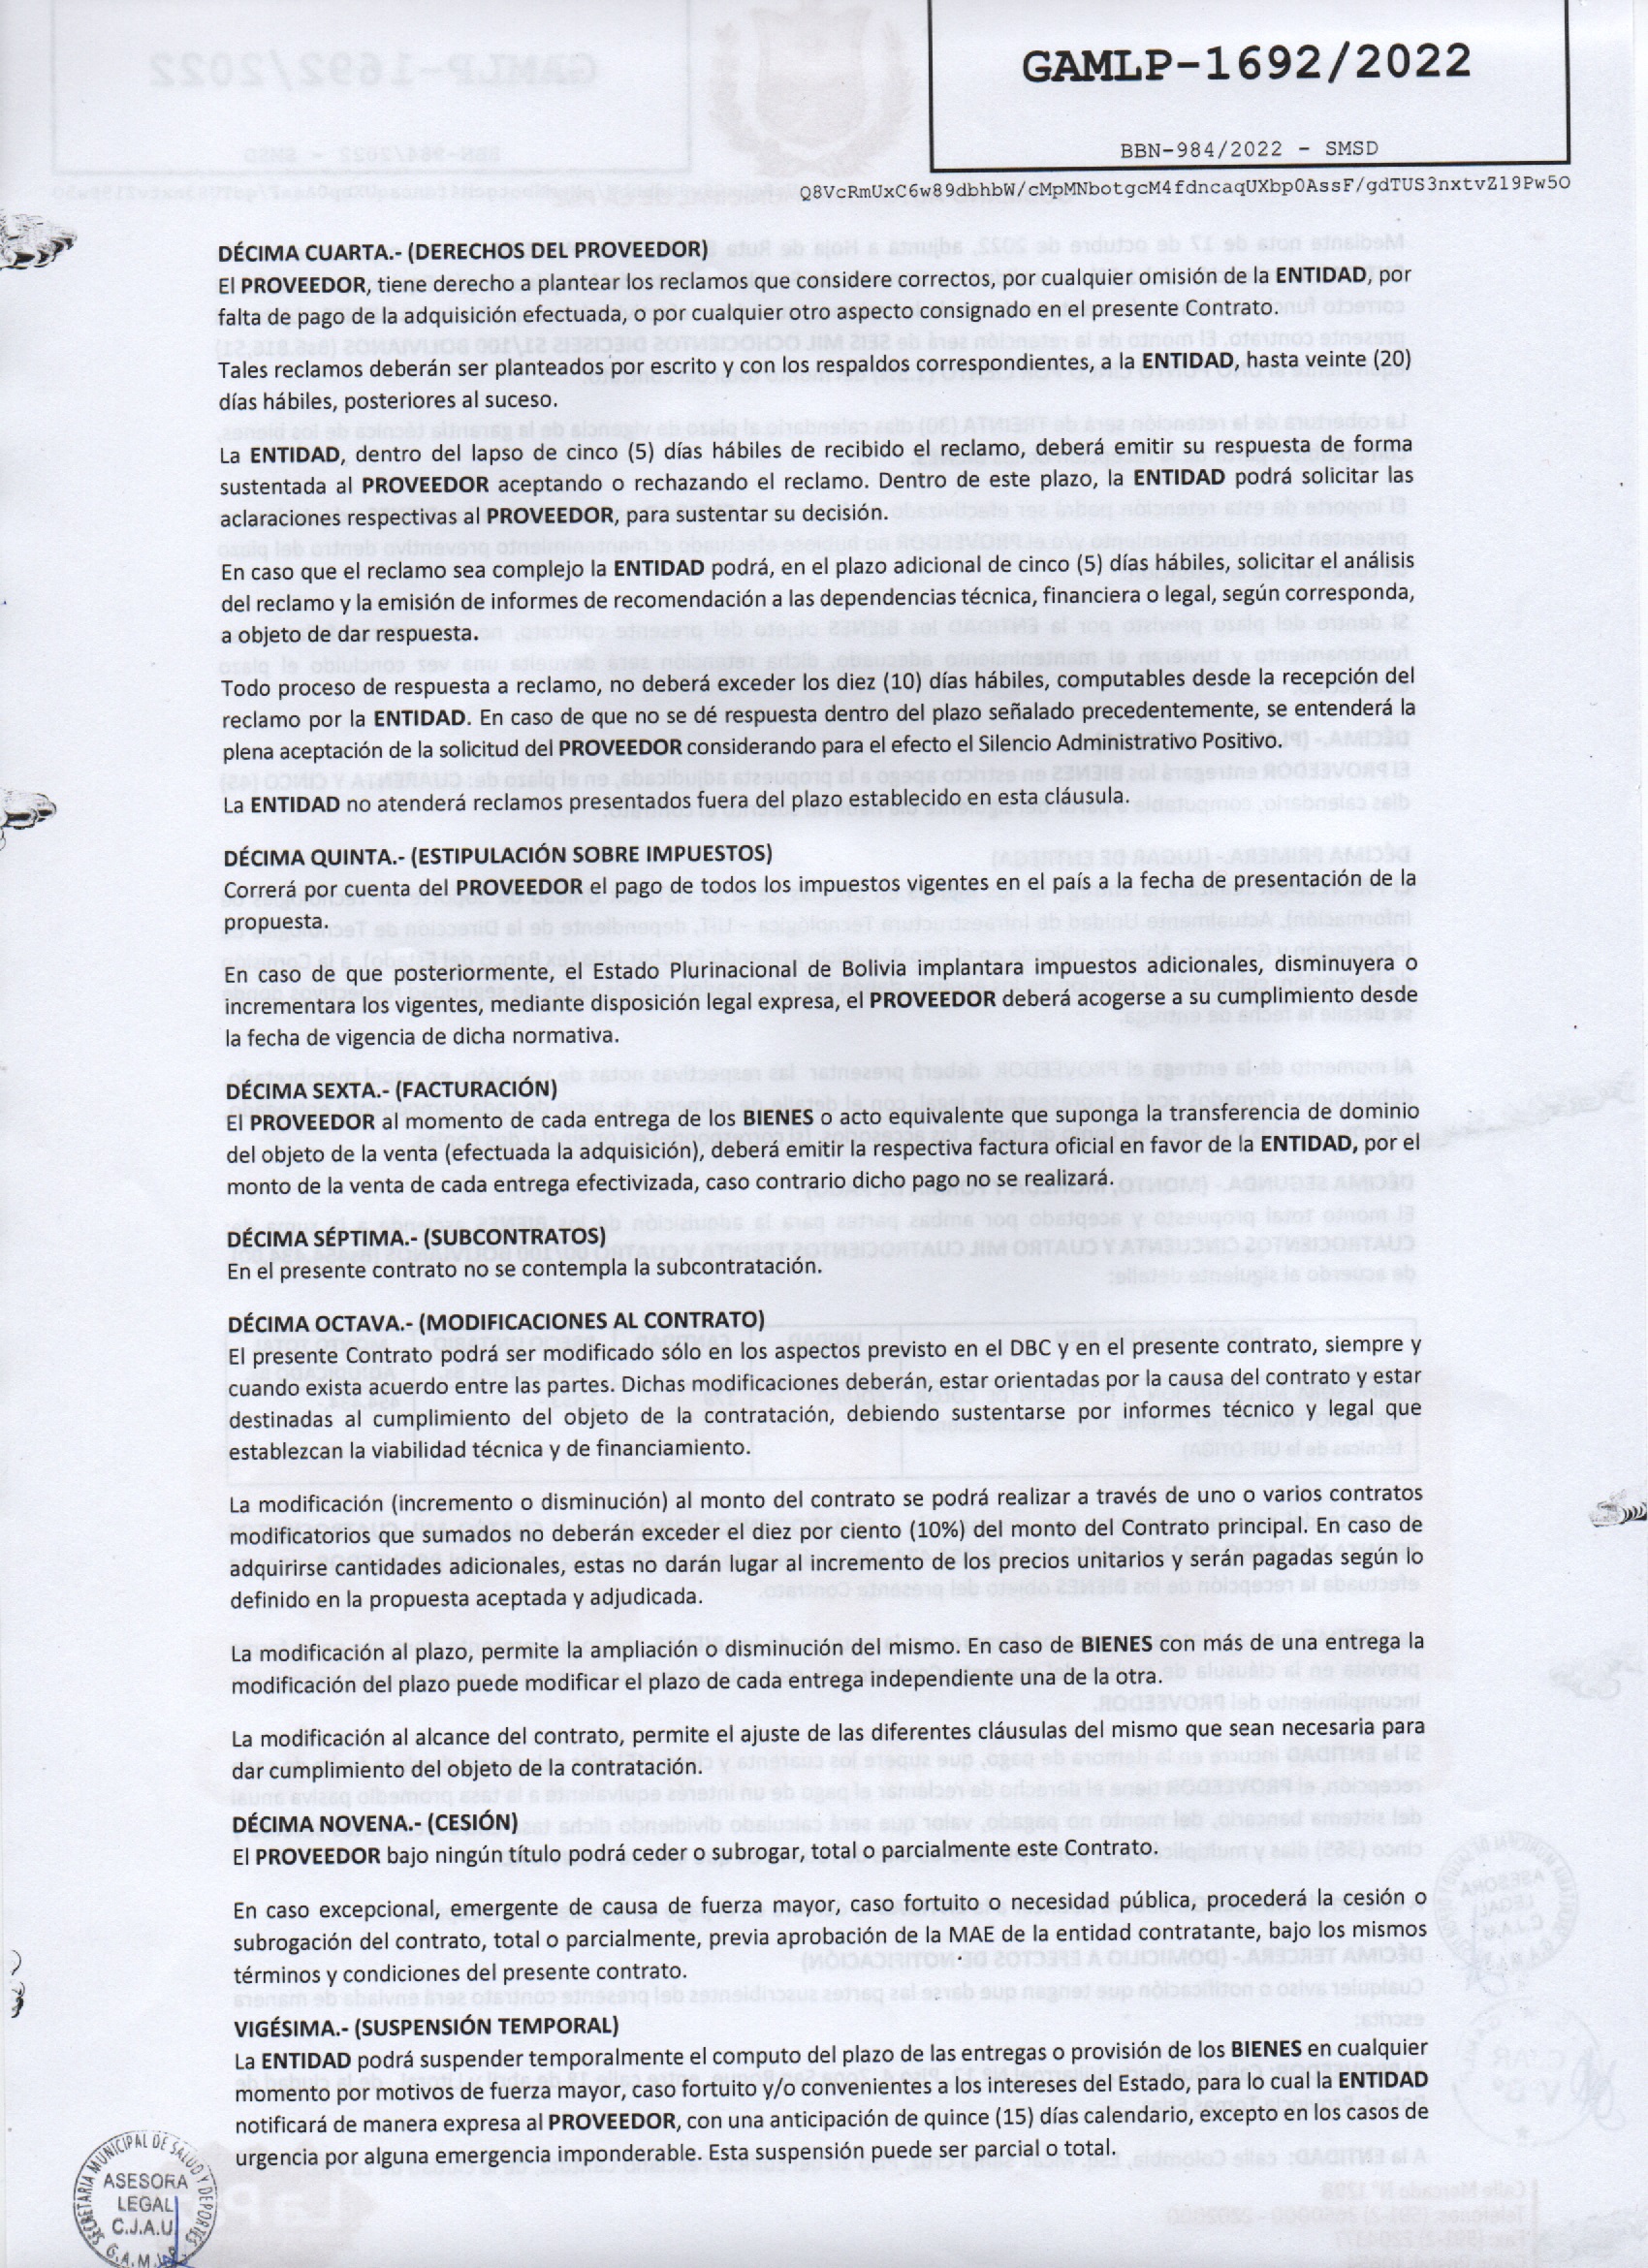 GAMLP-1692/2022
BBN-984/2022 - SMSD
Q8VcRmUxC6w89dbhbW/cMpMNbotgcM4fdncaqUXbp0AssF/gdTUS3nxtvZ19Pw5O
DÉCIMA CUARTA.- (DERECHOS DEL PROVEEDOR)
El PROVEEDOR, tiene derecho a plantear los reclamos que considere correctos, por cualquier omisión de la ENTIDAD, por
falta de pago de la adquisición efectuada, o por cualquier otro aspecto consignado en el presente Contrato.
Tales reclamos deberán ser planteados por escrito y con los respaldos correspondientes, a la ENTIDAD, hasta veinte (20)
días hábiles, posteriores al suceso.
La ENTIDAD, dentro del lapso de cinco (5) días hábiles de recibido el reclamo, deberá emitir su respuesta de forma
sustentada al PROVEEDOR aceptando o rechazando el reclamo. Dentro de este plazo, la ENTIDAD podrá solicitar las
aclaraciones respectivas al PROVEEDOR, para sustentar su decisión.
En caso que el reclamo sea complejo la ENTIDAD podrá, en el plazo adicional de cinco (5) días hábiles, solicitar el análisis
del reclamo y la emisión de informes de recomendación a las dependencias técnica, financiera o legal, según corresponda,
a objeto de dar respuesta.
Todo proceso de respuesta a reclamo, no deberá exceder los diez (10) días hábiles, computables desde la recepción del
reclamo por la ENTIDAD. En caso de que no se dé respuesta dentro del plazo señalado precedentemente, se entenderá la
plena aceptación de la solicitud del PROVEEDOR considerando para el efecto el Silencio Administrativo Positivo.
La ENTIDAD no atenderá reclamos presentados fuera del plazo establecido en esta cláusula.
DÉCIMA QUINTA.- (ESTIPULACIÓN SOBRE IMPUESTOS)
Correrá por cuenta del PROVEEDOR el pago de todos los impuestos vigentes en el país a la fecha de presentación de la
propuesta.
En caso de que posteriormente, el Estado Plurinacional de Bolivia implantara impuestos adicionales, disminuyera o
incrementara los vigentes, mediante disposición legal expresa, el PROVEEDOR deberá acogerse a su cumplimiento desde
la fecha de vigencia de dicha normativa.
DÉCIMA SEXTA.- (FACTURACIÓN)
El PROVEEDOR al momento de cada entrega de los BIENES o acto equivalente que suponga la transferencia de dominio
del objeto de la venta (efectuada la adquisición), deberá emitir la respectiva factura oficial en favor de la ENTIDAD, por el
monto de la venta de cada entrega efectivizada, caso contrario dicho pago no se realizará.
DÉCIMA SÉPTIMA.- (SUBCONTRATOS)
En el presente contrato no se contempla la subcontratación.
DÉCIMA OCTAVA.- (MODIFICACIONES AL CONTRATO)
El presente Contrato podrá ser modificado sólo en los aspectos previsto en el DBC y en el presente contrato, siempre y
cuando exista acuerdo entre las partes. Dichas modificaciones deberán, estar orientadas por la causa del contrato y estar
destinadas al cumplimiento del objeto de la contratación, debiendo sustentarse por informes técnico y legal que
establezcan la viabilidad técnica y de financiamiento.
La modificación (incremento o disminución) al monto del contrato se podrá realizar a través de uno o varios contratos
modificatorios que sumados no deberán exceder el diez por ciento (10%) del monto del Contrato principal. En caso de
adquirirse cantidades adicionales, estas no darán lugar al incremento de los precios unitarios y serán pagadas según lo
definido en la propuesta aceptada y adjudicada.
La modificación al plazo, permite la ampliación o disminución del mismo. En caso de BIENES con más de una entrega la
modificación del plazo puede modificar el plazo de cada entrega independiente una de la otra.
La modificación al alcance del contrato, permite el ajuste de las diferentes cláusulas del mismo que sean necesaria para
dar cumplimiento del objeto de la contratación.
DÉCIMA NOVENA.- (CESIÓN)
El PROVEEDOR bajo ningún título podrá ceder o subrogar, total o parcialmente este Contrato.
En caso excepcional, emergente de causa de fuerza mayor, caso fortuito o necesidad pública, procederá la cesión o
subrogación del contrato, total o parcialmente, previa aprobación de la MAE de la entidad contratante, bajo los mismos
términos y condiciones del presente contrato.
VIGÉSIMA.- (SUSPENSIÓN TEMPORAL)
La ENTIDAD podrá suspender temporalmente el computo del plazo de las entregas o provisión de los BIENES en cualquier
momento por motivos de fuerza mayor, caso fortuito y/o convenientes a los intereses del Estado, para lo cual la ENTIDAD
notificará de manera expresa al PROVEEDOR, con una anticipación de quince (15) días calendario, excepto en los casos de
urgencia por alguna emergencia imponderable. Esta suspensión puede ser parcial o total.
SECRETARIA MUNICIPAL DE SALUD Y DEPORTES
ASESORA
LEGAL
C.J.A.U.